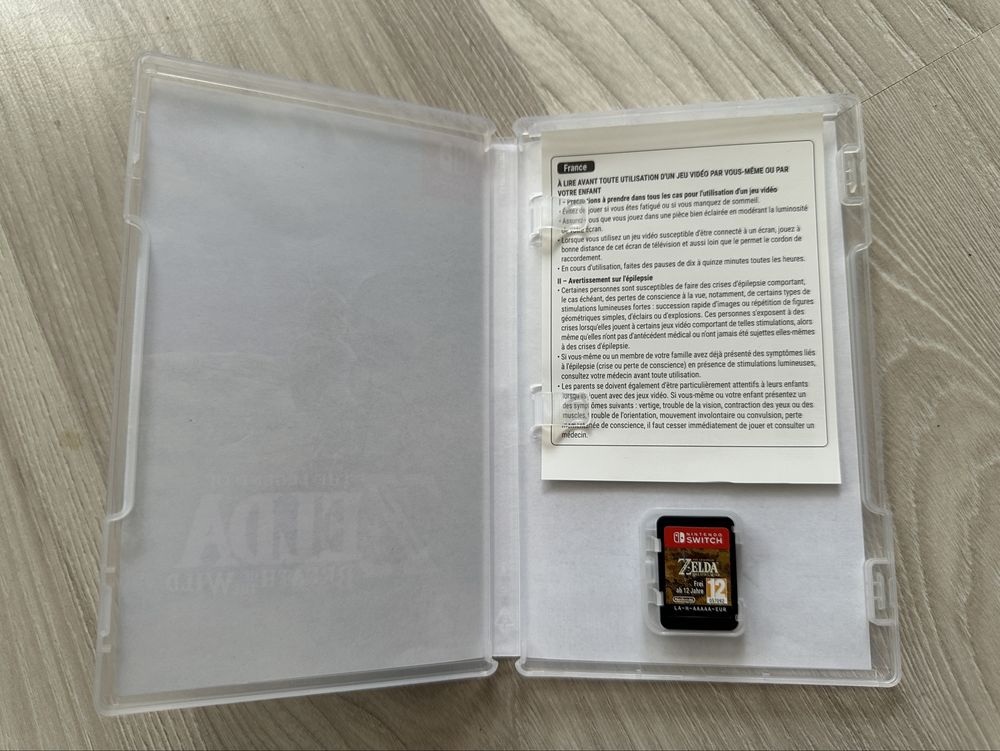 France
À LIRE AVANT TOUTE UTILISATION D'UN JEU VIDÉO PAR VOUS-MÊME OU PAR
VOTRE ENFANT
I – Précautions à prendre dans tous les cas pour l'utilisation d'un jeu vidéo
• Évitez de jouer si vous êtes fatigué ou si vous manquez de sommeil.
• Assurez-vous que vous jouez dans une pièce bien éclairée en modérant la luminosité
de votre écran.
• Lorsque vous utilisez un jeu vidéo susceptible d'être connecté à un écran, jouez à
bonne distance de cet écran de télévision et aussi loin que le permet le cordon de
raccordement.
• En cours d'utilisation, faites des pauses de dix à quinze minutes toutes les heures.
II – Avertissement sur l'épilepsie
• Certaines personnes sont susceptibles de faire des crises d'épilepsie comportant,
le cas échéant, des pertes de conscience à la vue, notamment, de certains types de
stimulations lumineuses fortes : succession rapide d'images ou répétition de figures
géométriques simples, d'éclairs ou d'explosions. Ces personnes s'exposent à des
crises lorsqu'elles jouent à certains jeux vidéo comportant de telles stimulations, alors
même qu'elles n'ont pas d'antécédent médical ou n'ont jamais été sujettes elles-mêmes
à des crises d'épilepsie.
• Si vous-même ou un membre de votre famille avez déjà présenté des symptômes liés
à l'épilepsie (crise ou perte de conscience) en présence de stimulations lumineuses,
consultez votre médecin avant toute utilisation.
• Les parents se doivent également d'être particulièrement attentifs à leurs enfants
lorsqu'ils jouent avec des jeux vidéo. Si vous-même ou votre enfant présentez un
des symptômes suivants : vertige, trouble de la vision, contraction des yeux ou des
muscles, trouble de l'orientation, mouvement involontaire ou convulsion, perte
momentanée de conscience, il faut cesser immédiatement de jouer et consulter un
médecin.
THE LEGEND OF
ZELDA
WILD
NINTENDO
SWITCH
ZELDA
Frei
ab 12 Jahre
12
Nintendo
LA-H-AAAAA-EUR